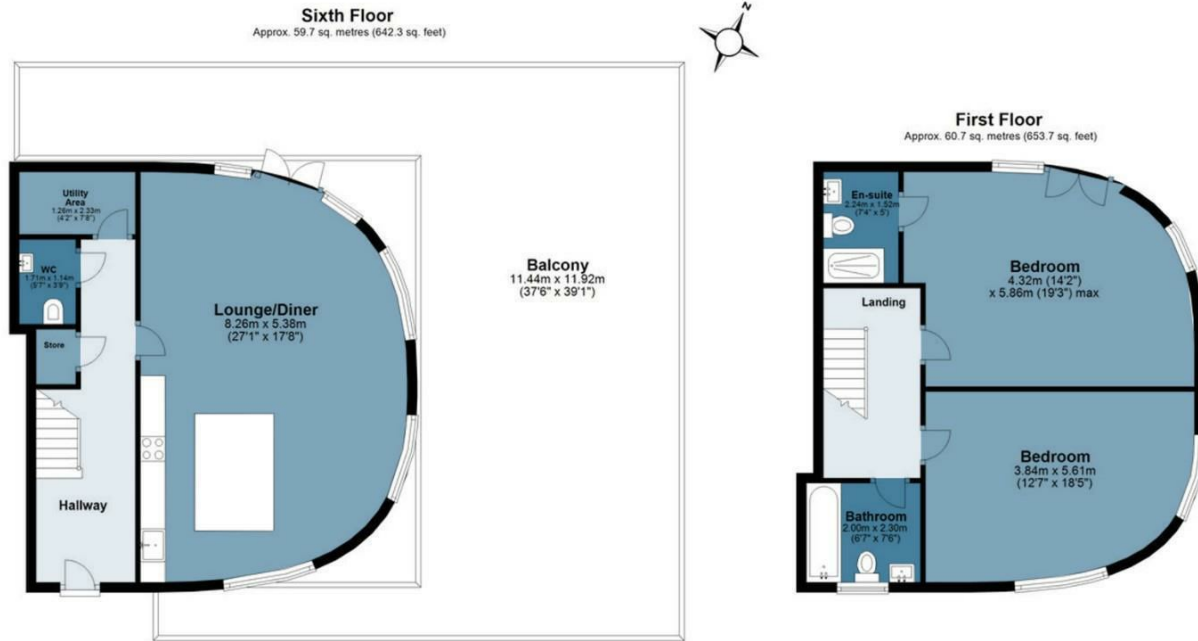 Sixth Floor
Approx. 59.7 sq. metres (642.3 sq. feet)
N
Utility
Area
1.26m x 2.33m
(4'2" x 7'8")
WC
1.71m x 1.14m
(5'7" x 3'9")
Store
Lounge/Diner
8.26m x 5.38m
(27'1" x 17'8")
Hallway
Balcony
11.44m x 11.92m
(37'6" x 39'1")
First Floor
Approx. 60.7 sq. metres (653.7 sq. feet)
En-suite
2.24m x 1.52m
(7'4" x 5')
Bedroom
4.32m (14'2")
x 5.86m (19'3") max
Landing
Bedroom
3.84m x 5.61m
(12'7" x 18'5")
Bathroom
2.00m x 2.30m
(6'7" x 7'6")